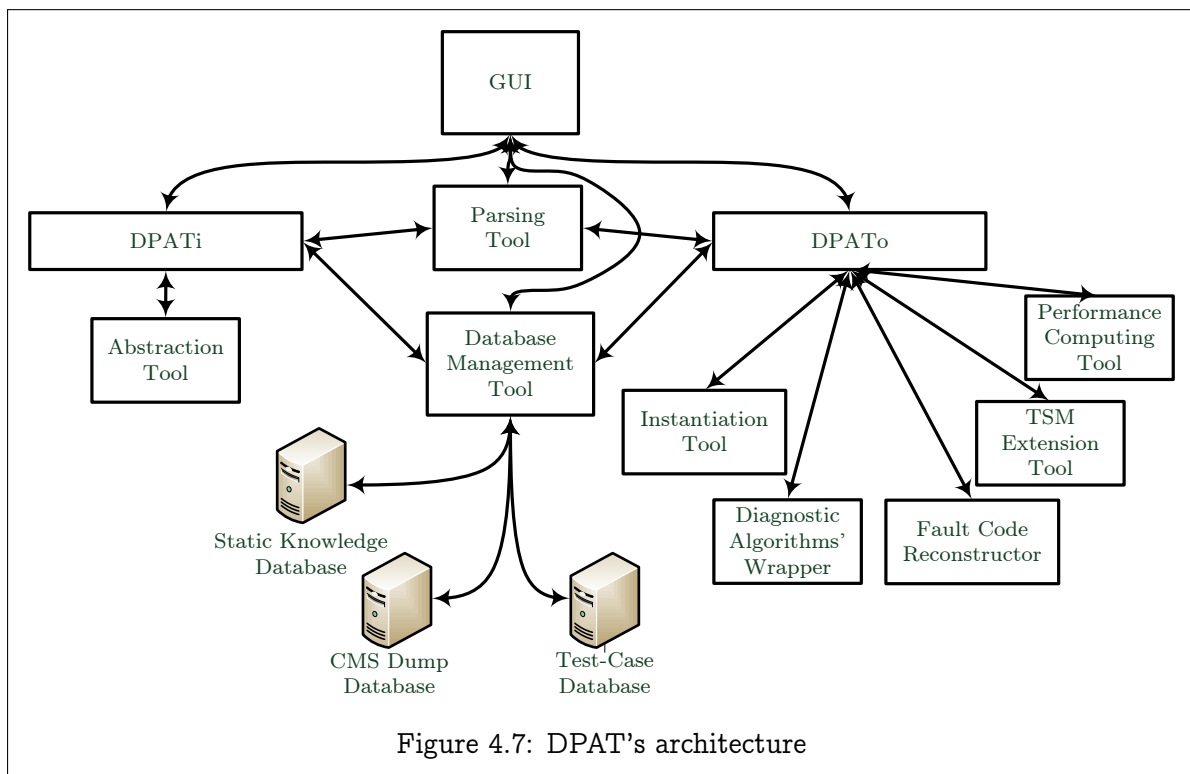 GUI
Parsing
Tool
DPATi
DPATo
Abstraction
Tool
Database
Management
Tool
Performance
Computing
Tool
Instantiation
Tool
TSM
Extension
Tool
Diagnostic
Algorithms'
Wrapper
Fault Code
Reconstructor
Static Knowledge
Database
CMS Dump
Database
Test-Case
Database
Figure 4.7: DPAT's architecture